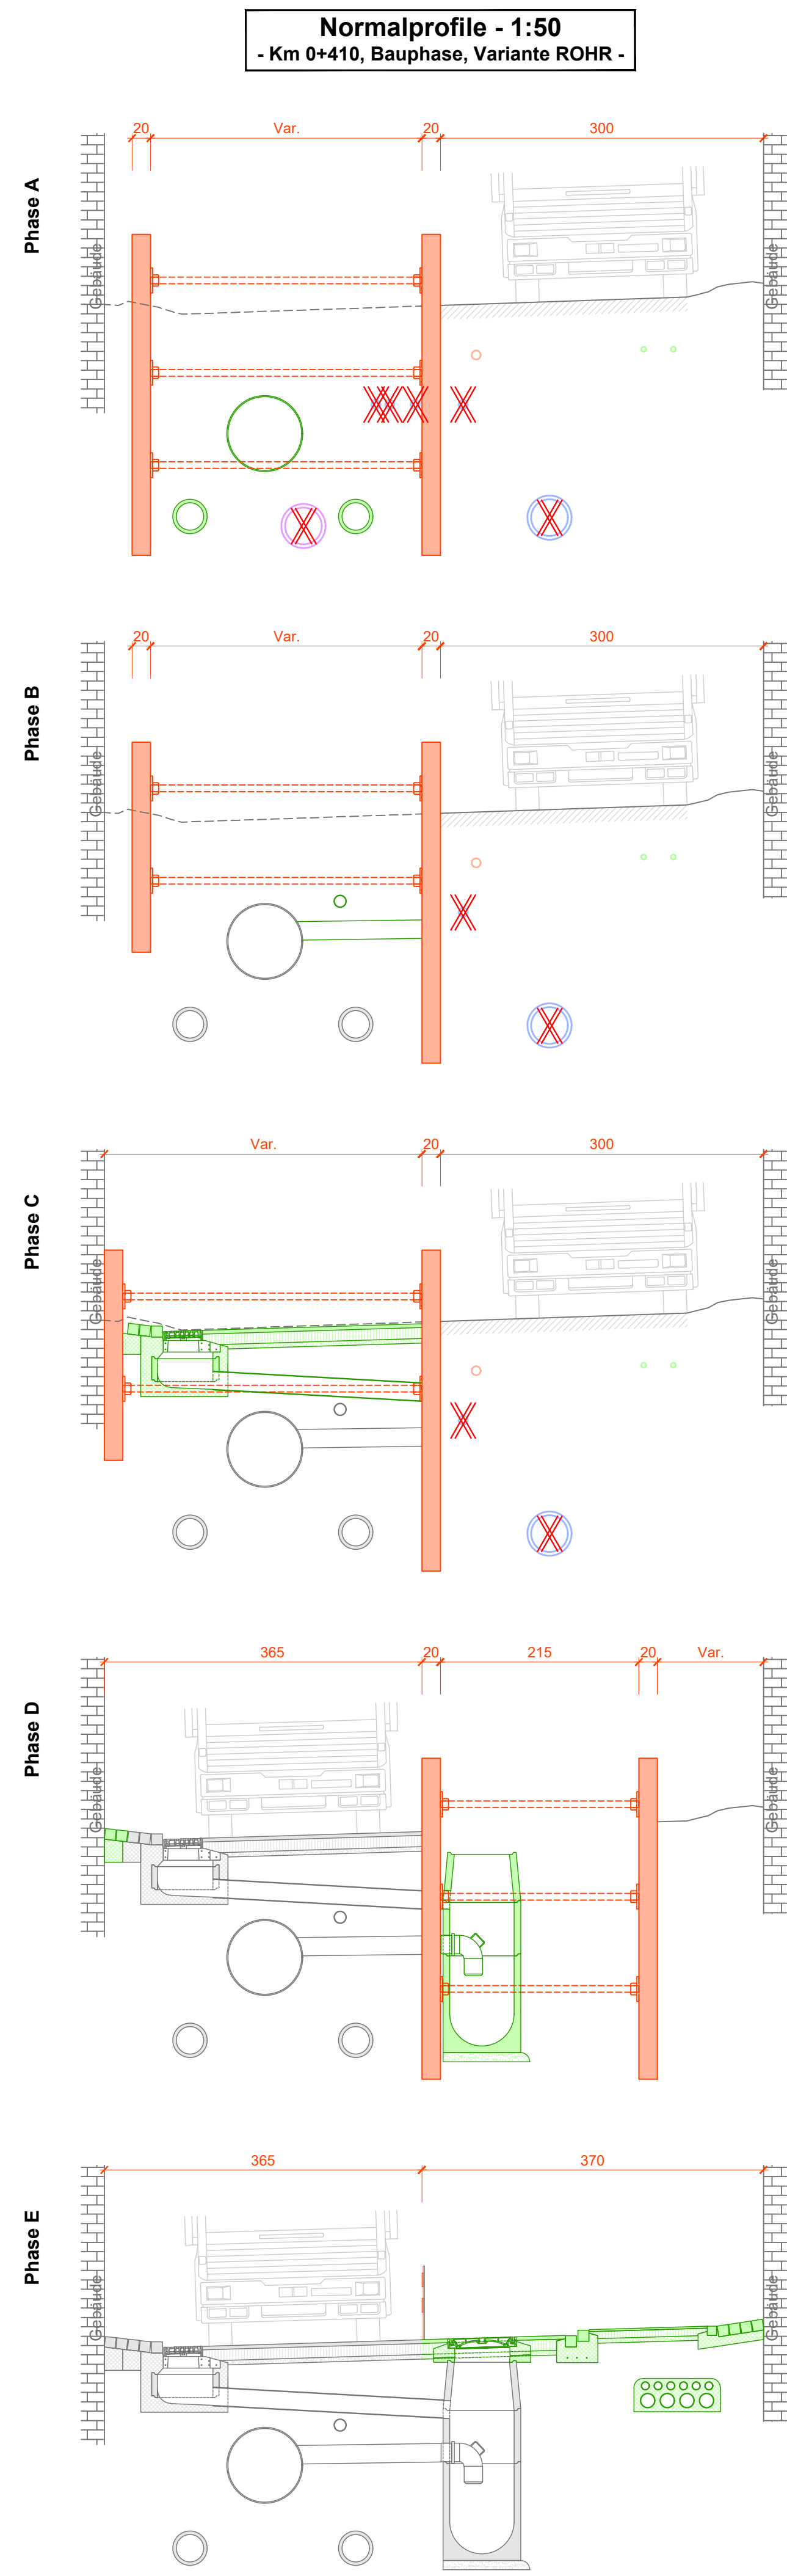 Normalprofile - 1:50
- Km 0+410, Bauphase, Variante ROHR -
Phase A
20
Var.
20
300
Gebäude
Gebäude
Phase B
20
Var.
20
300
Gebäude
Gebäude
Phase C
Var.
20
300
Gebäude
Gebäude
Phase D
365
20
215
20
Var.
Gebäude
Gebäude
Phase E
365
370
Gebäude
Gebäude